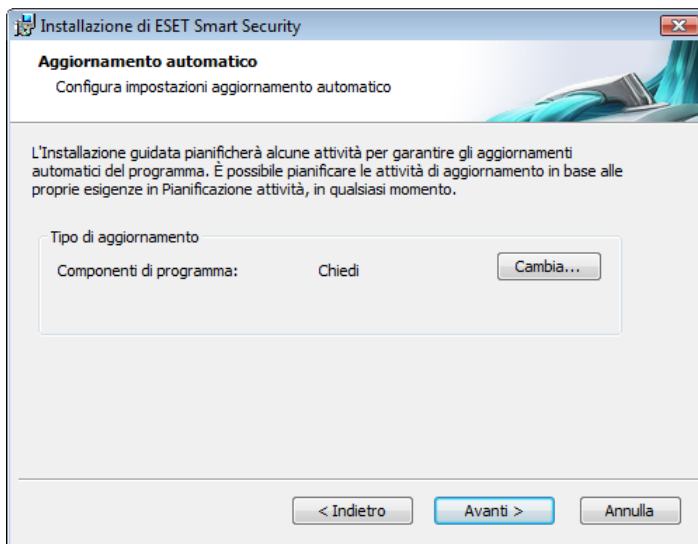 Installazione di ESET Smart Security
Aggiornamento automatico
Configura impostazioni aggiornamento automatico
L'Installazione guidata pianificherà alcune attività per garantire gli aggiornamenti
automatici del programma. È possibile pianificare le attività di aggiornamento in base alle
proprie esigenze in Pianificazione attività, in qualsiasi momento.
Tipo di aggiornamento
Componenti di programma: Chiedi Cambia...
< Indietro Avanti > Annulla